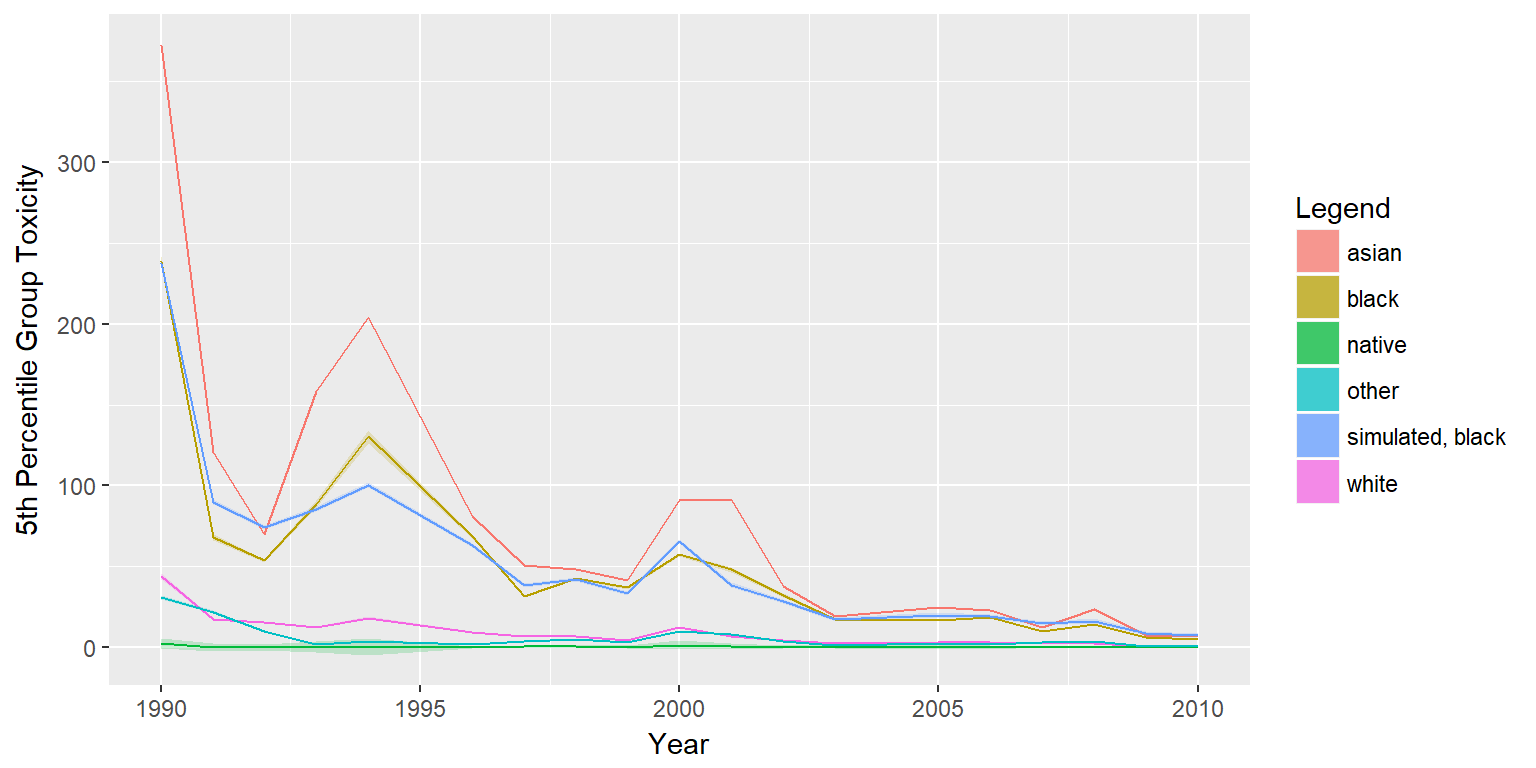 5th Percentile Group Toxicity
300
200
100
0
1990 1995 2000 2005 2010
Year
Legend
asian
black
native
other
simulated, black
white